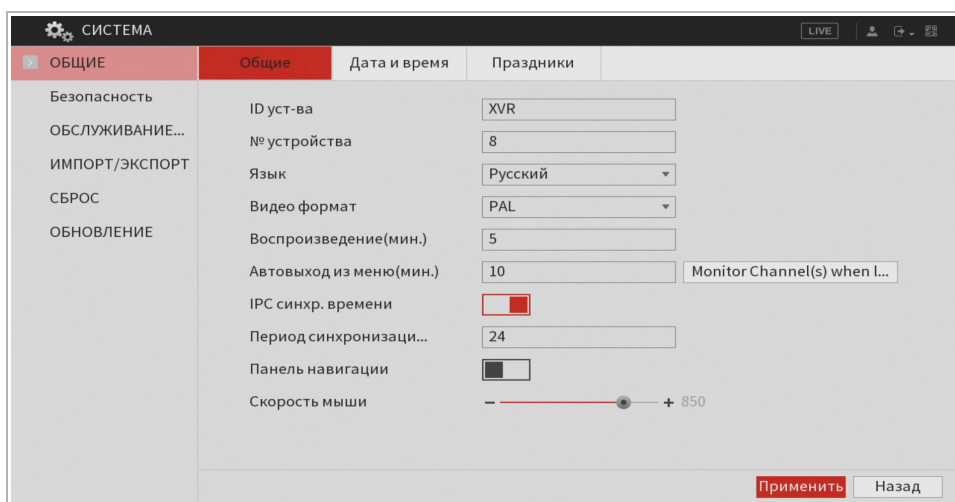 СИСТЕМА LIVE
ОБЩИЕ
Безопасность
ОБСЛУЖИВАНИЕ...
ИМПОРТ/ЭКСПОРТ
СБРОС
ОБНОВЛЕНИЕ
Общие Дата и время Праздники
ID уст-ва XVR
№ устройства 8
Язык Русский
Видео формат PAL
Воспроизведение(мин.) 5
Автовыход из меню(мин.) 10 Monitor Channel(s) when l...
IPC синхр. времени
Период синхронизаци... 24
Панель навигации
Скорость мыши 850
Применить Назад